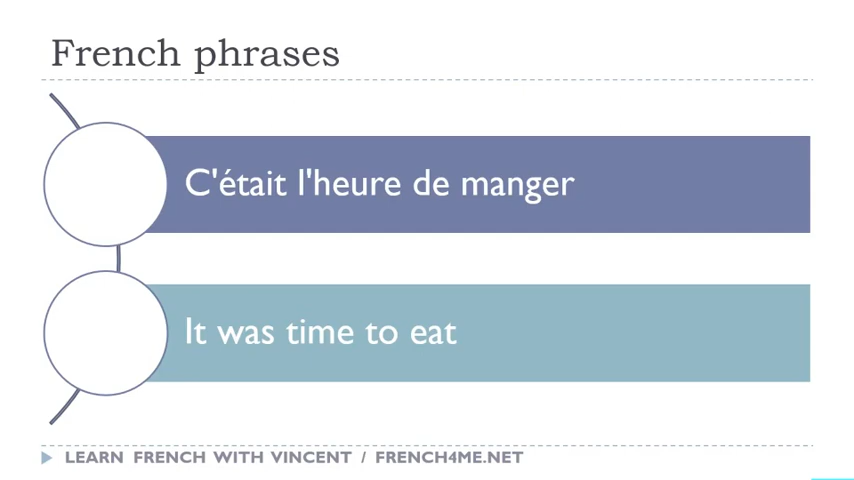 French phrases
C'était l'heure de manger
It was time to eat
LEARN FRENCH WITH VINCENT / FRENCH4ME.NET